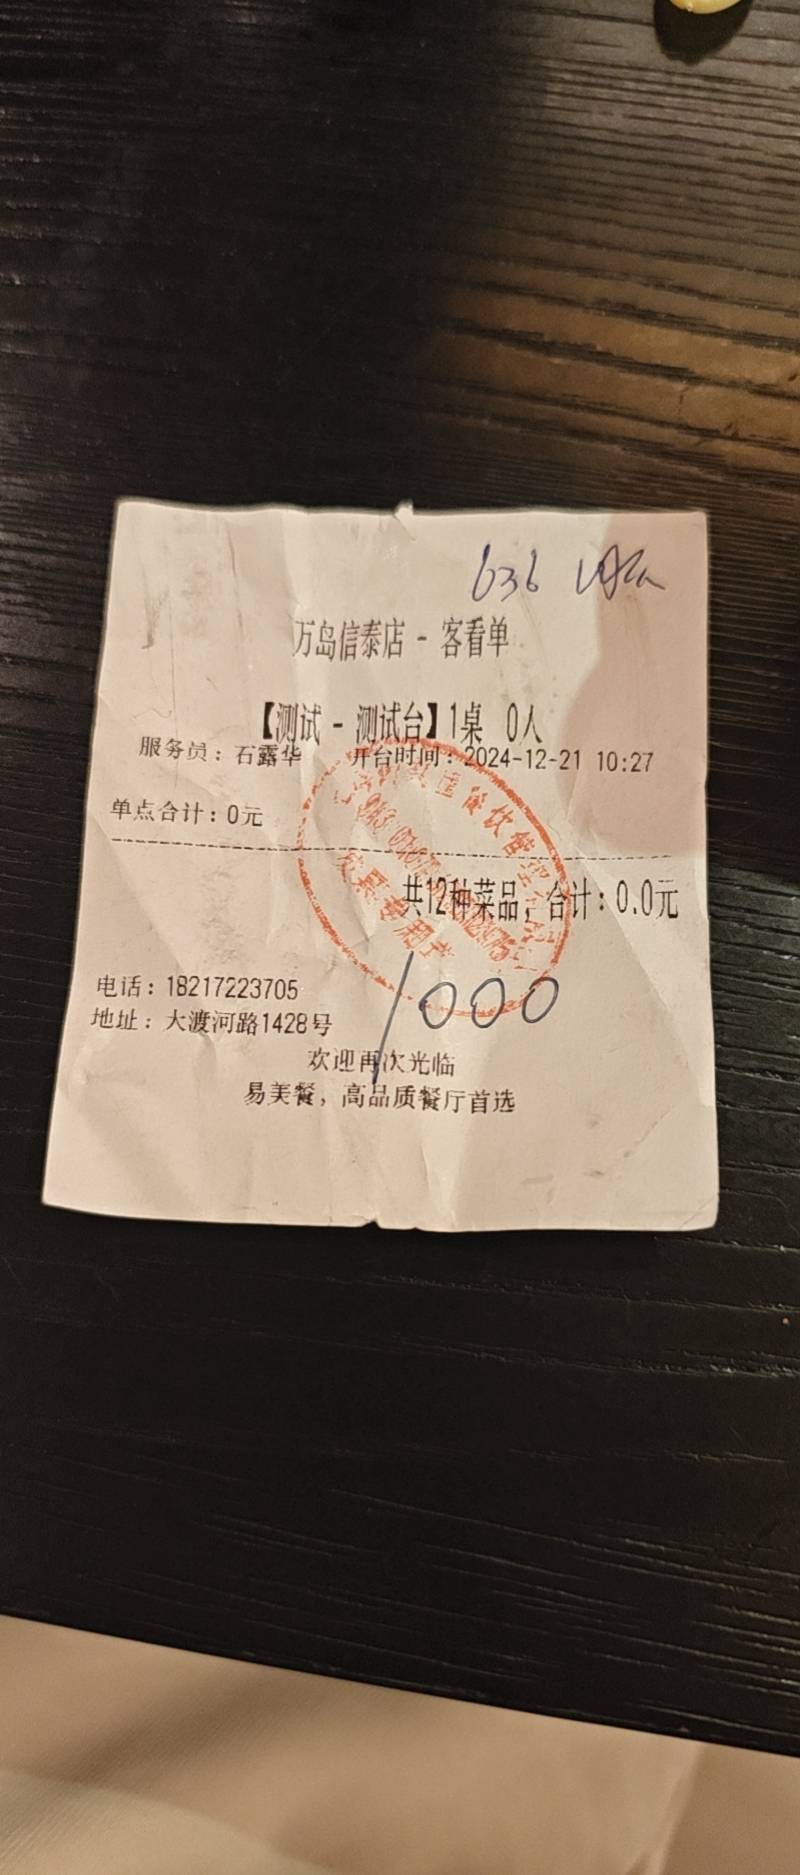 636
万岛信泰店 - 客看单
【测试 - 测试台】1桌 0人
服务员：石露华 开台时间：2024-12-21 10:27
单点合计：0元
共12种菜品，合计：0.0元
1000
电话：18217223705
地址：大渡河路1428号
欢迎再次光临
易美餐，高品质餐厅首选